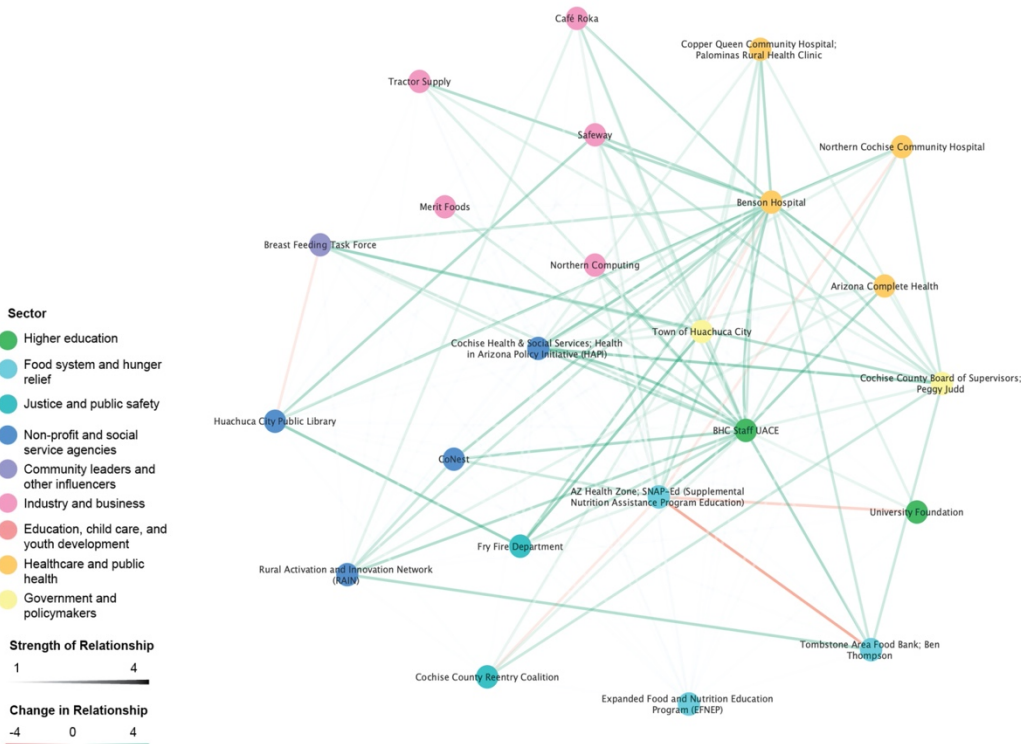 Café Roka
Copper Queen Community Hospital;
Palominas Rural Health Clinic
Tractor Supply
Safeway
Northern Cochise Community Hospital
Benson Hospital
Merit Foods
Breast Feeding Task Force
Northern Computing
Arizona Complete Health
Town of Huachuca City
Cochise Health & Social Services; Health
in Arizona Policy Initiative (HAPI)
Cochise County Board of Supervisors;
Peggy Judd
Huachuca City Public Library
BHC Staff UACE
CoNest
AZ Health Zone; SNAP-Ed (Supplemental
Nutrition Assistance Program Education)
University Foundation
Fry Fire Department
Rural Activation and Innovation Network
(RAIN)
Tombstone Area Food Bank; Ben
Thompson
Cochise County Reentry Coalition
Expanded Food and Nutrition Education
Program (EFNEP)
Sector
Higher education
Food system and hunger
relief
Justice and public safety
Non-profit and social
service agencies
Community leaders and
other influencers
Industry and business
Education, child care, and
youth development
Healthcare and public
health
Government and
policymakers
Strength of Relationship
1 4
Change in Relationship
-4 0 4